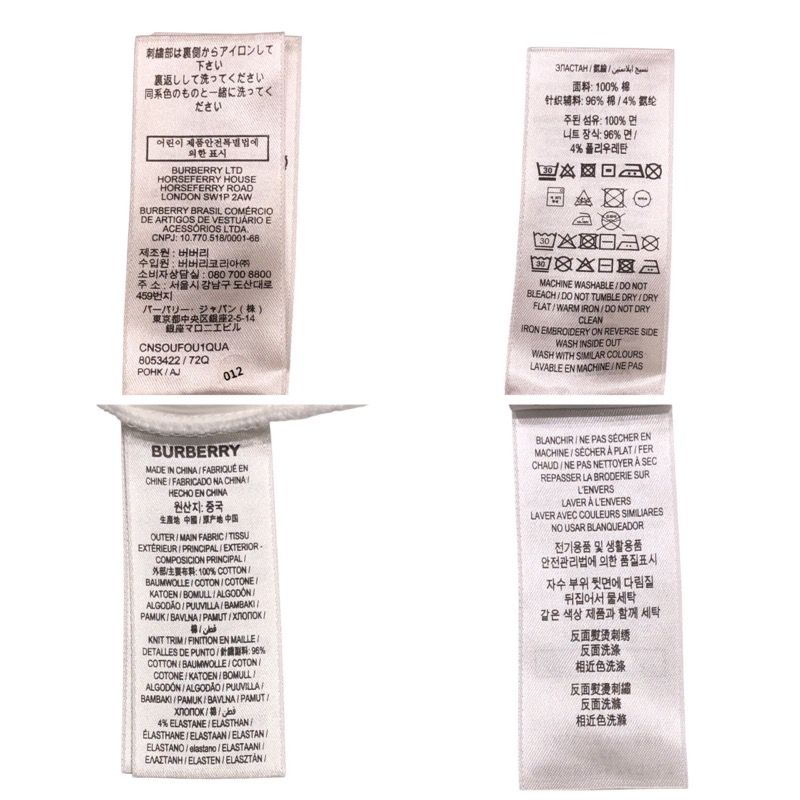 刺繍部は裏側からアイロンして
下さい
裏返しして洗ってください
同系色のものと一緒に洗ってく
ださい
어린이 제품안전특별법에
의한 표시
BURBERRY LTD
HORSEFERRY HOUSE
HORSEFERRY ROAD
LONDON SW1P 2AW
BURBERRY BRASIL COMÉRCIO
DE ARTIGOS DE VESTUÁRIO E
ACESSÓRIOS LTDA.
CNPJ: 10.770.518/0001-68
제조원 : 버버리
수입원 : 버버리코리아㈜
소비자상담실 : 080 700 8800
주 소 : 서울시 강남구 도산대로
459번지
バーバリー・ジャパン(株)
東京都中央区銀座2-5-14
銀座マロニエビル
CNSOUFOU1QUA
8053422 / 72Q
POHK / AJ
012
ЭЛАСТАН / 氨綸 /
面料: 100% 棉
针织辅料: 96% 棉 / 4% 氨纶
주된 섬유: 100% 면
니트 장식: 96% 면 /
4% 폴리우레탄
30
30
30
MACHINE WASHABLE / DO NOT
BLEACH / DO NOT TUMBLE DRY / DRY
FLAT / WARM IRON / DO NOT DRY
CLEAN
IRON EMBROIDERY ON REVERSE SIDE
WASH INSIDE OUT
WASH WITH SIMILAR COLOURS
LAVABLE EN MACHINE / NE PAS
BURBERRY
MADE IN CHINA / FABRIQUÉ EN
CHINE / FABRICADO NA CHINA /
HECHO EN CHINA
원산지: 중국
生産地 中國 / 原产地 中国
OUTER / MAIN FABRIC / TISSU
EXTÉRIEUR / PRINCIPAL / EXTERIOR -
COMPOSICIÓN PRINCIPAL /
外部/主要布料: 100% COTTON /
BAUMWOLLE / COTON / COTONE /
KATOEN / BOMULL / ALGODÓN /
ALGODÃO / PUUVILLA / BAMBAKI /
PAMUK / BAVLNA / PAMUT / ХЛОПОК /
棉 / قطن /
KNIT TRIM / FINITION EN MAILLE /
DETALLES DE PUNTO / 針織副料: 96%
COTTON / BAUMWOLLE / COTON /
COTONE / KATOEN / BOMULL /
ALGODÓN / ALGODÃO / PUUVILLA /
BAMBAKI / PAMUK / BAVLNA / PAMUT /
ХЛОПОК / 棉 / قطن /
4% ELASTANE / ELASTHAN /
ÉLASTHANE / ELASTAAN / ELASTAN /
ELASTANO / elastano / ELASTAANI /
ΕΛΑΣΤΑΝΗ / ELASTEN / ELASZTÁN /
BLANCHIR / NE PAS SÉCHER EN
MACHINE / SÉCHER À PLAT / FER
CHAUD / NE PAS NETTOYER À SEC
REPASSER LA BRODERIE SUR
L'ENVERS
LAVER À L'ENVERS
LAVER AVEC COULEURS SIMILIARES
NO USAR BLANQUEADOR
전기용품 및 생활용품
안전관리법에 의한 품질표시
자수 부위 뒷면에 다림질
뒤집어서 물세탁
같은 색상 제품과 함께 세탁
反面熨烫刺绣
反面洗涤
相近色洗涤
反面熨燙刺繡
反面洗滌
相近色洗滌